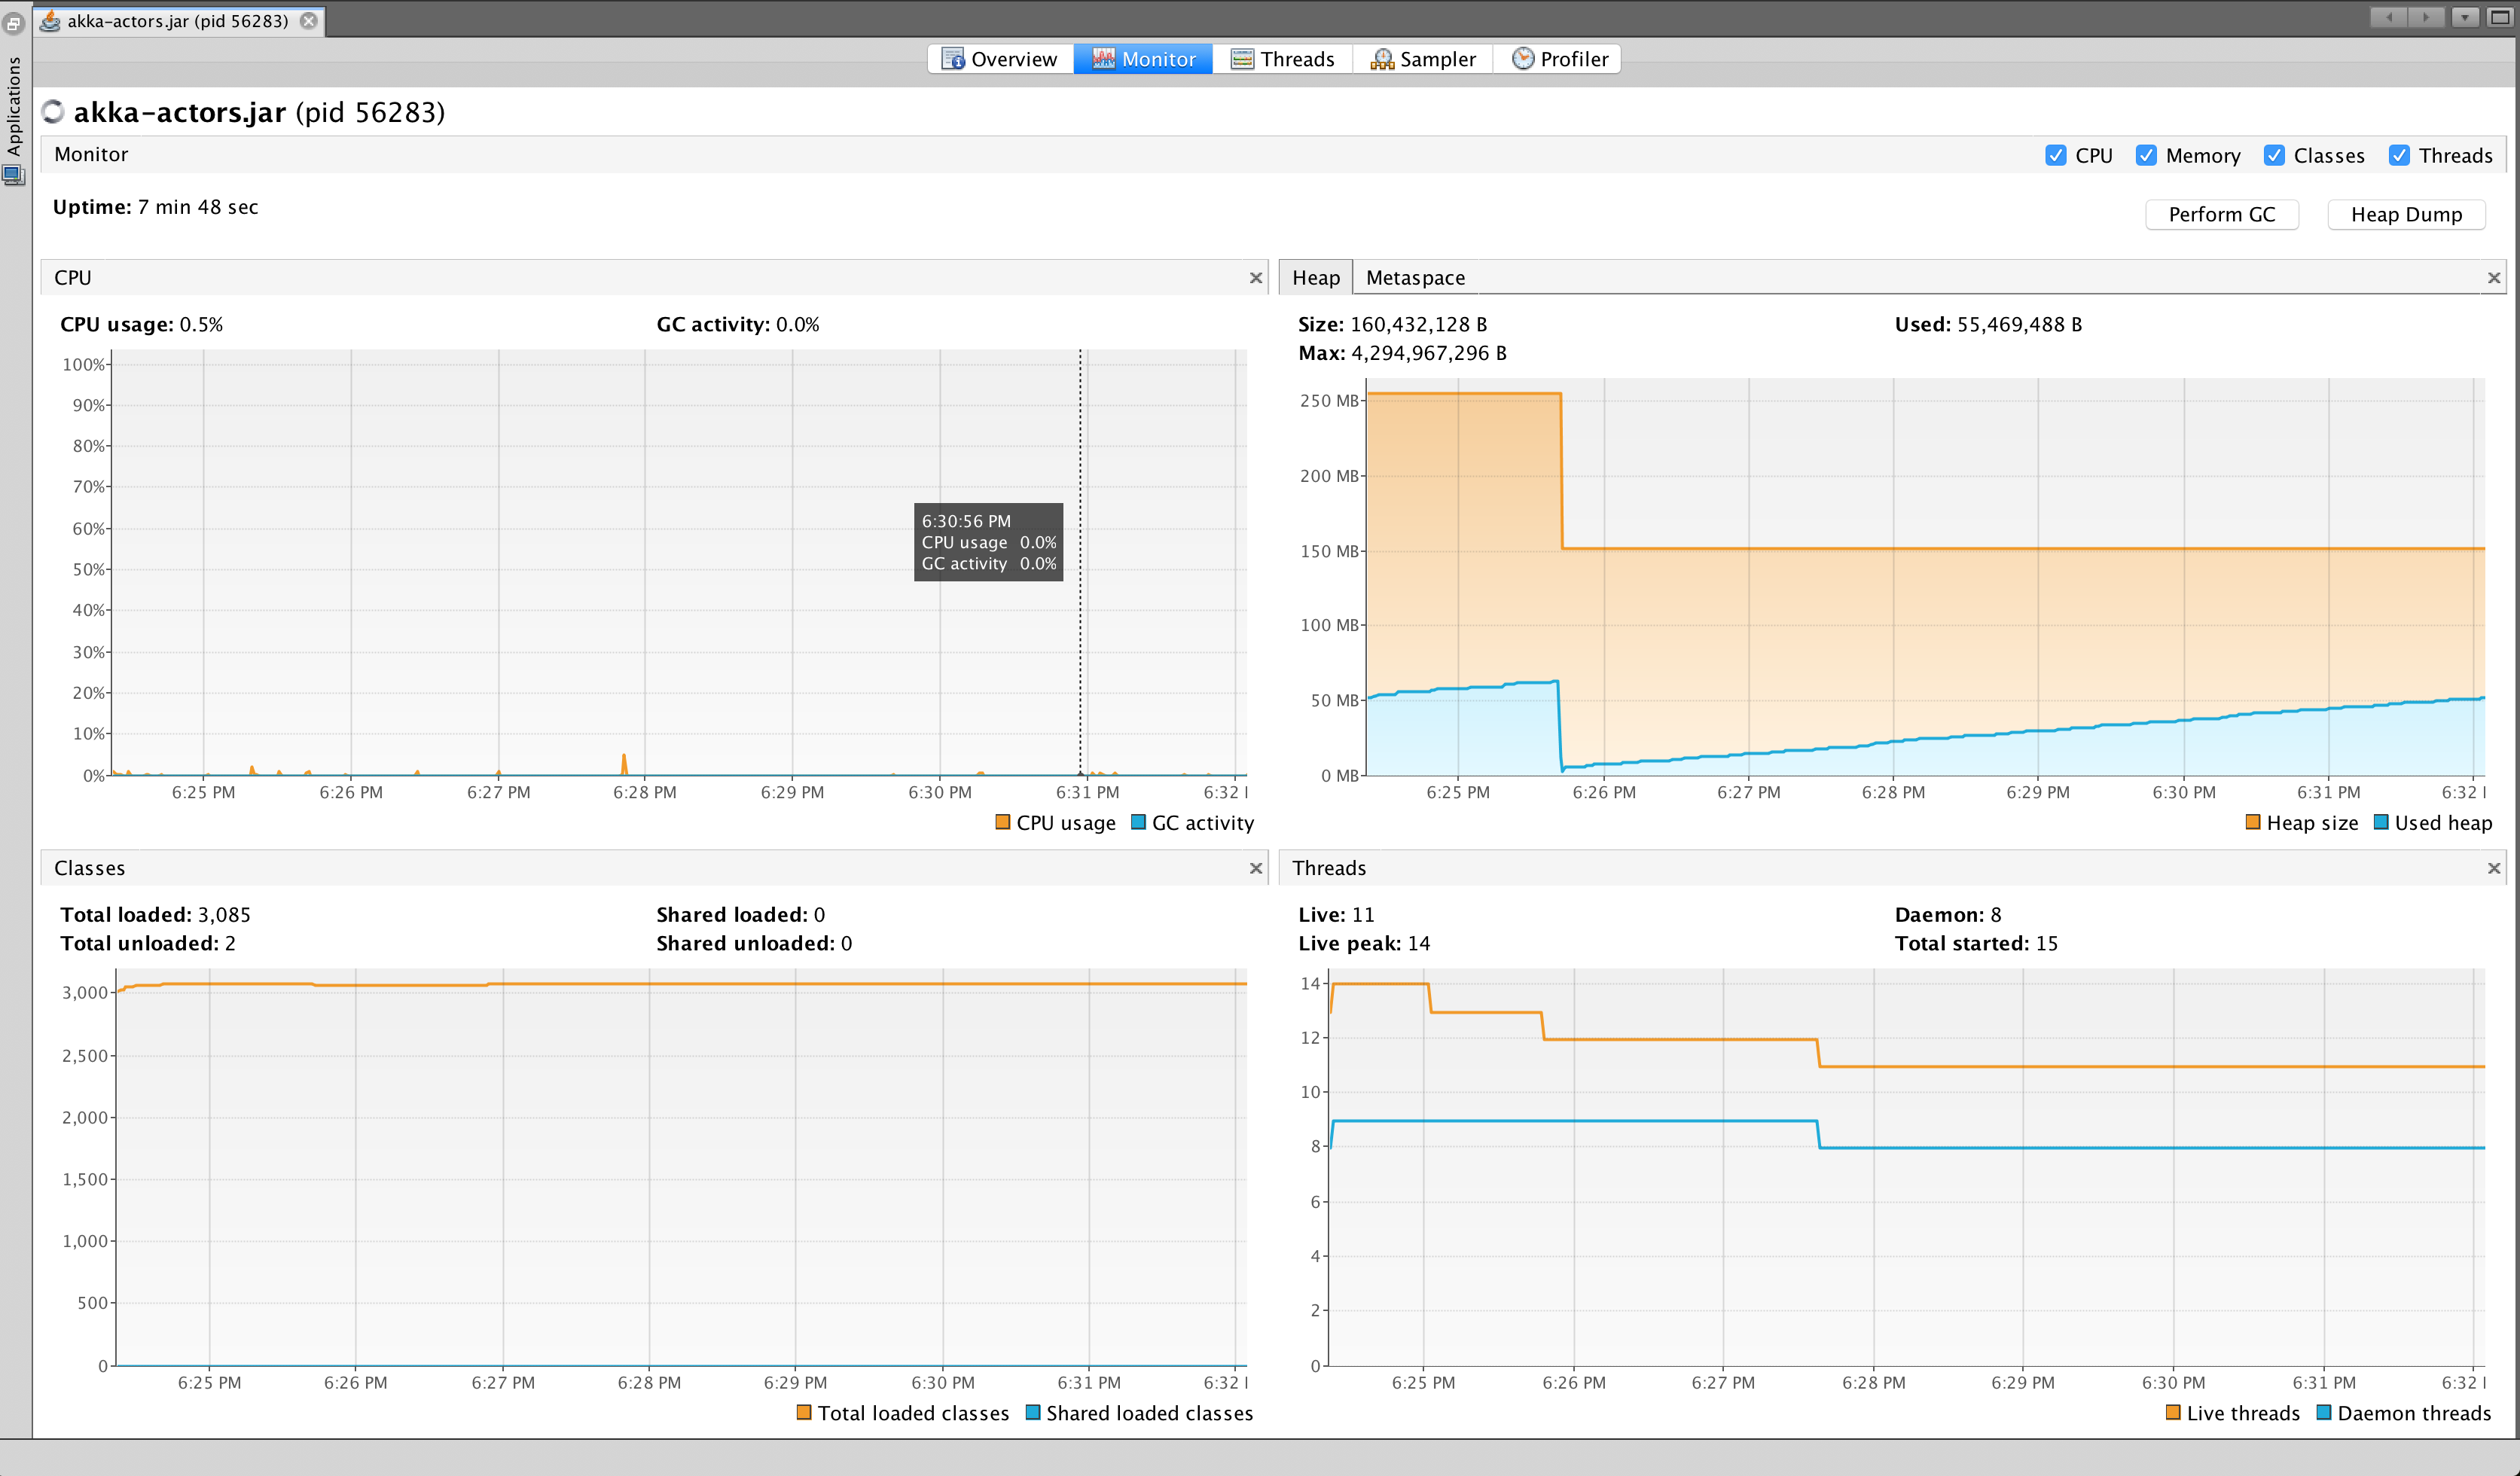 akka-actors.jar (pid 56283)
Applications
Overview Monitor Threads Sampler Profiler
akka-actors.jar (pid 56283)
Monitor
CPU Memory Classes Threads
Uptime: 7 min 48 sec
Perform GC Heap Dump
CPU
CPU usage: 0.5% GC activity: 0.0%
100%
90%
80%
70%
60%
50%
40%
30%
20%
10%
0%
6:30:56 PM
CPU usage 0.0%
GC activity 0.0%
6:25 PM 6:26 PM 6:27 PM 6:28 PM 6:29 PM 6:30 PM 6:31 PM 6:32
CPU usage GC activity
Heap Metaspace
Size: 160,432,128 B Used: 55,469,488 B
Max: 4,294,967,296 B
250 MB
200 MB
150 MB
100 MB
50 MB
0 MB
6:25 PM 6:26 PM 6:27 PM 6:28 PM 6:29 PM 6:30 PM 6:31 PM 6:32
Heap size Used heap
Classes
Total loaded: 3,085 Shared loaded: 0
Total unloaded: 2 Shared unloaded: 0
3,000
2,500
2,000
1,500
1,000
500
0
6:25 PM 6:26 PM 6:27 PM 6:28 PM 6:29 PM 6:30 PM 6:31 PM 6:32
Total loaded classes Shared loaded classes
Threads
Live: 11 Daemon: 8
Live peak: 14 Total started: 15
14
12
10
8
6
4
2
0
6:25 PM 6:26 PM 6:27 PM 6:28 PM 6:29 PM 6:30 PM 6:31 PM 6:32
Live threads Daemon threads